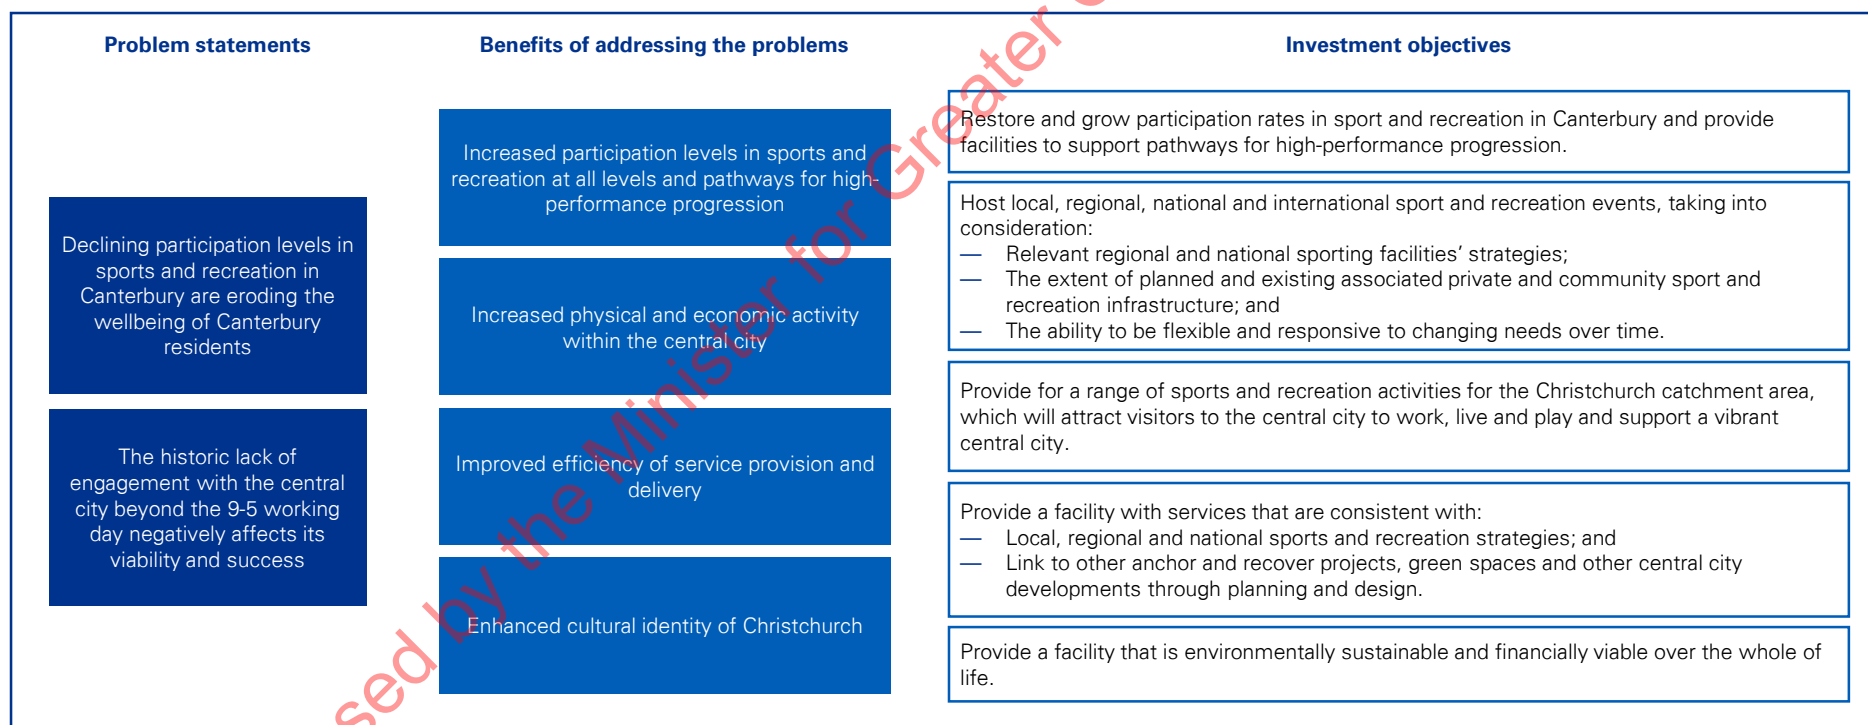 Problem statements
Declining participation levels in
sports and recreation in
Canterbury are eroding the
wellbeing of Canterbury
residents
The historic lack of
engagement with the central
city beyond the 9-5 working
day negatively affects its
viability and success
Benefits of addressing the problems
Increased participation levels in sports and
recreation at all levels and pathways for high-
performance progression
Increased physical and economic activity
within the central city
Improved efficiency of service provision and
delivery
Enhanced cultural identity of Christchurch
Investment objectives
Restore and grow participation rates in sport and recreation in Canterbury and provide
facilities to support pathways for high-performance progression.
Host local, regional, national and international sport and recreation events, taking into
consideration:
— Relevant regional and national sporting facilities’ strategies;
— The extent of planned and existing associated private and community sport and
recreation infrastructure; and
— The ability to be flexible and responsive to changing needs over time.
Provide for a range of sports and recreation activities for the Christchurch catchment area,
which will attract visitors to the central city to work, live and play and support a vibrant
central city.
Provide a facility with services that are consistent with:
— Local, regional and national sports and recreation strategies; and
— Link to other anchor and recover projects, green spaces and other central city
developments through planning and design.
Provide a facility that is environmentally sustainable and financially viable over the whole of
life.
by the Minister for Greater